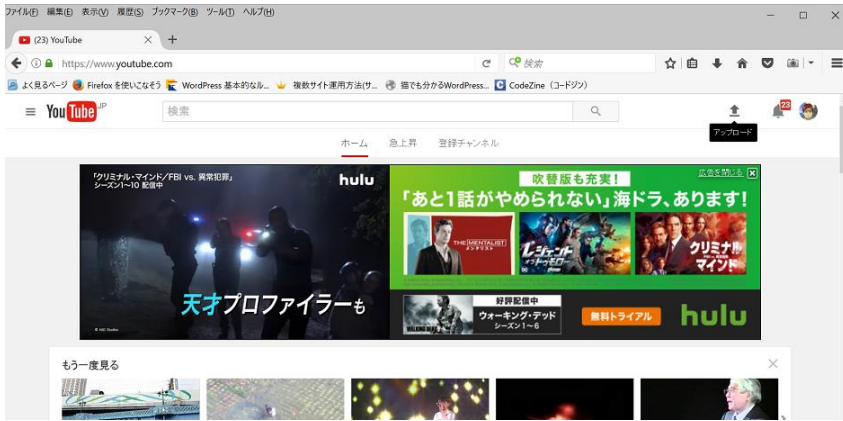 ファイル(F) 編集(E) 表示(V) 履歴(S) ブックマーク(B) ツール(T) ヘルプ(H)
(23) YouTube
https://www.youtube.com
検索
よく見るページ Firefox を使いこなそう WordPress 基本的なル... 複数サイト運用方法(サ... 猫でも分かるWordPress... CodeZine（コードジン）
YouTube JP
検索
23
アップロード
ホーム 急上昇 登録チャンネル
「クリミナル・マインド/FBI vs. 異常犯罪」
シーズン1～10 配信中
hulu
天才プロファイラーも
© ABC Studios
吹替版も充実！
広告を閉じる
「あと1話がやめられない」海ドラ、あります！
THE MENTALIST
メンタリスト
レジェンド
オブ・トゥモロー
クリミナル
マインド
WALKING DEAD
好評配信中
ウォーキング・デッド
シーズン1～6
無料トライアル
hulu
もう一度見る